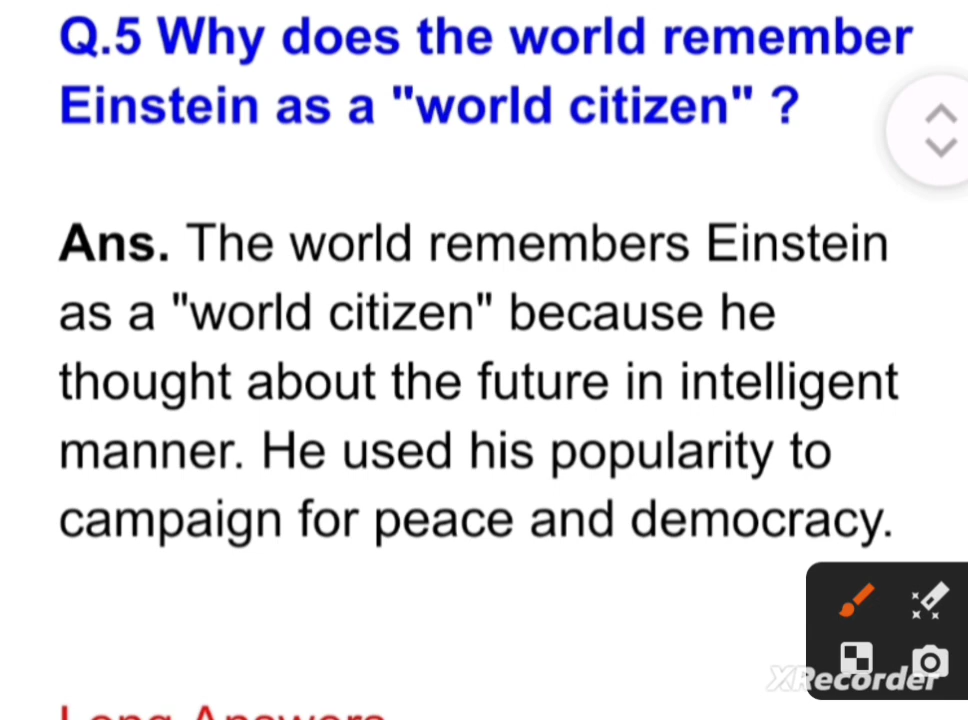 Q.5 Why does the world remember
Einstein as a "world citizen" ?
Ans. The world remembers Einstein
as a "world citizen" because he
thought about the future in intelligent
manner. He used his popularity to
campaign for peace and democracy.
XRecorder
Long Answers